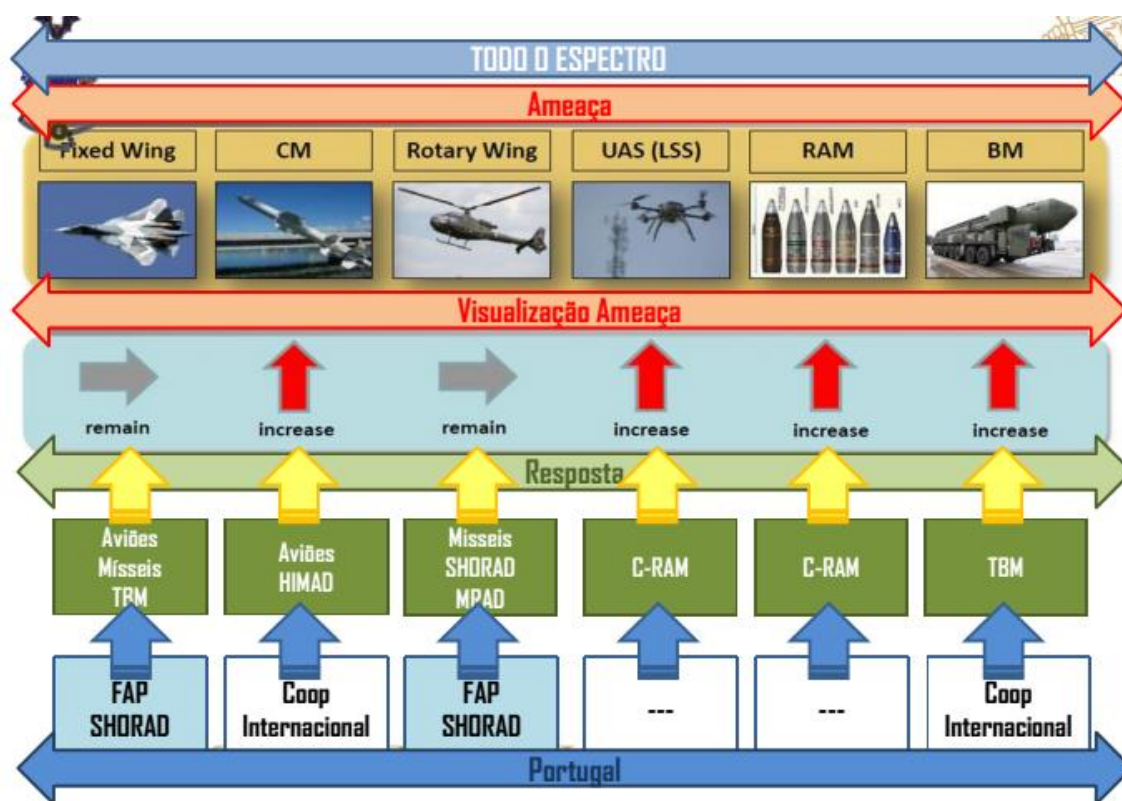 TODO O ESPECTRO
Ameaça
Fixed Wing
CM
Rotary Wing
UAS (LSS)
RAM
BM
Visualização Ameaça
remain
increase
remain
increase
increase
increase
Resposta
Aviões
Mísseis
TBM
Aviões
HIMAD
Misseis
SHORAD
MPAD
C-RAM
C-RAM
TBM
FAP
SHORAD
Coop
Internacional
FAP
SHORAD
---
---
Coop
Internacional
Portugal